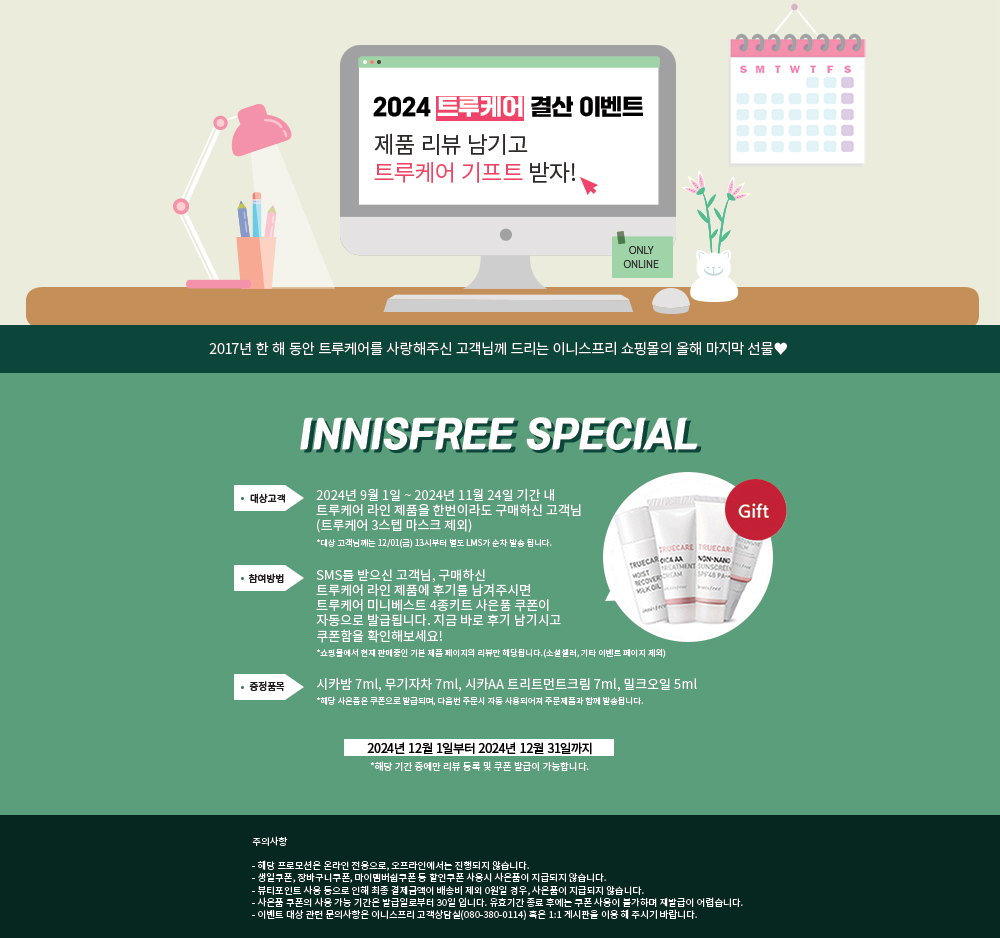 S M T W T F S
2024 트루케어 결산 이벤트
제품 리뷰 남기고
트루케어 기프트 받자!
ONLY
ONLINE
2017년 한 해 동안 트루케어를 사랑해주신 고객님께 드리는 이니스프리 쇼핑몰의 올해 마지막 선물♥
INNISFREE SPECIAL
대상고객
2024년 9월 1일 ~ 2024년 11월 24일 기간 내
트루케어 라인 제품을 한번이라도 구매하신 고객님
(트루케어 3스텝 마스크 제외)
*대상 고객님께는 12/01(금) 13시부터 별도 LMS가 순차 발송 됩니다.
Gift
TRUECARE
MOIST
RECOVERY
MILK OIL
innisfree
TRUECARE
CICA AA
TREATMENT
CREAM
innisfree
TRUECARE
NON-NANO
SUNSCREEN
SPF48 PA+++
innisfree
참여방법
SMS를 받으신 고객님, 구매하신
트루케어 라인 제품에 후기를 남겨주시면
트루케어 미니베스트 4종키트 사은품 쿠폰이
자동으로 발급됩니다. 지금 바로 후기 남기시고
쿠폰함을 확인해보세요!
*쇼핑몰에서 현재 판매중인 기본 제품 페이지의 리뷰만 해당됩니다.(소셜셀러, 기타 이벤트 페이지 제외)
증정품목
시카밤 7ml, 무기자차 7ml, 시카AA 트리트먼트크림 7ml, 밀크오일 5ml
*해당 사은품은 쿠폰으로 발급되며, 다음번 주문시 자동 사용되어져 주문제품과 함께 발송됩니다.
2024년 12월 1일부터 2024년 12월 31일까지
*해당 기간 중에만 리뷰 등록 및 쿠폰 발급이 가능합니다.
주의사항
- 해당 프로모션은 온라인 전용으로, 오프라인에서는 진행되지 않습니다.
- 생일쿠폰, 장바구니쿠폰, 마이멤버쉽쿠폰 등 할인쿠폰 사용시 사은품이 지급되지 않습니다.
- 뷰티포인트 사용 등으로 인해 최종 결제금액이 배송비 제외 0원일 경우, 사은품이 지급되지 않습니다.
- 사은품 쿠폰의 사용 가능 기간은 발급일로부터 30일 입니다. 유효기간 종료 후에는 쿠폰 사용이 불가하며 재발급이 어렵습니다.
- 이벤트 대상 관련 문의사항은 이니스프리 고객상담실(080-380-0114) 혹은 1:1 게시판을 이용 해 주시기 바랍니다.